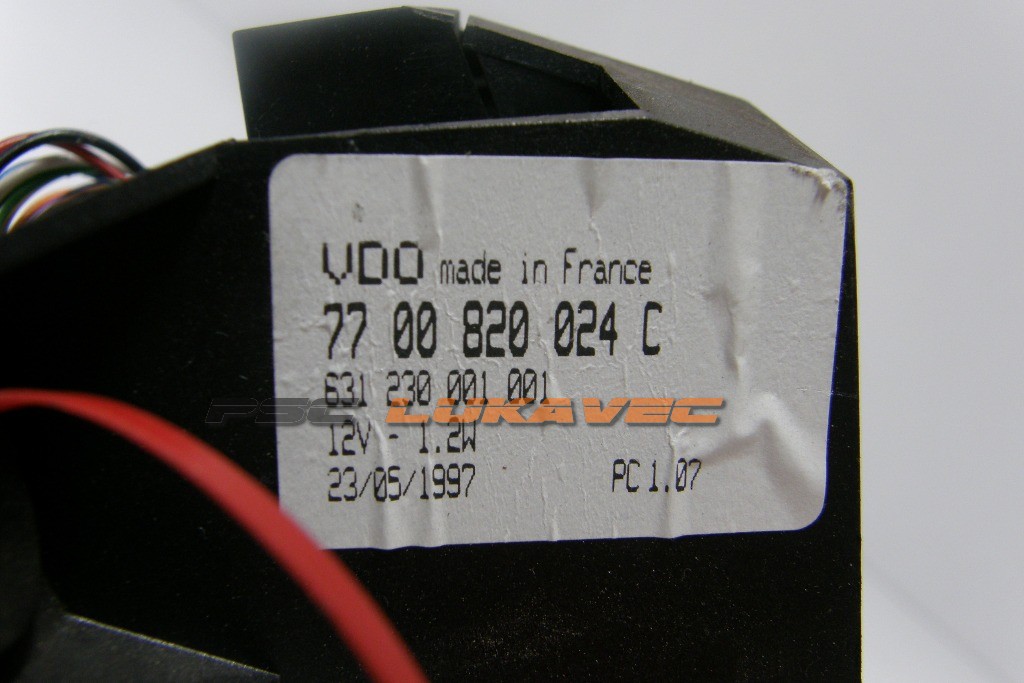 VDO made in France
77 00 820 024 C
631 230 001 001
PSC LUKAVEC
12V - 1.2W
23/05/1997 PC 1.07